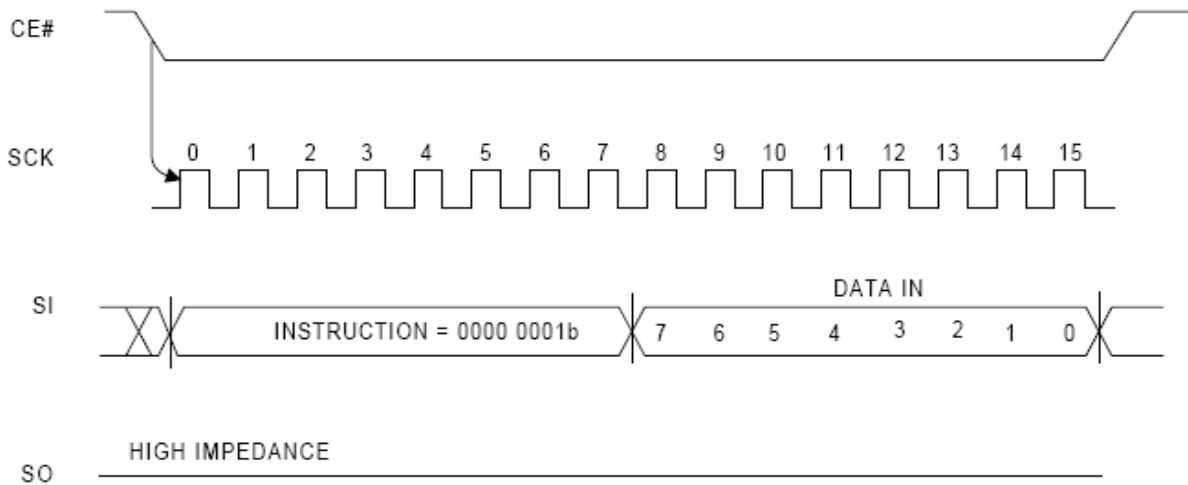 CE#
SCK
0 1 2 3 4 5 6 7 8 9 10 11 12 13 14 15
DATA IN
SI
INSTRUCTION = 0000 0001b 7 6 5 4 3 2 1 0
HIGH IMPEDANCE
SO